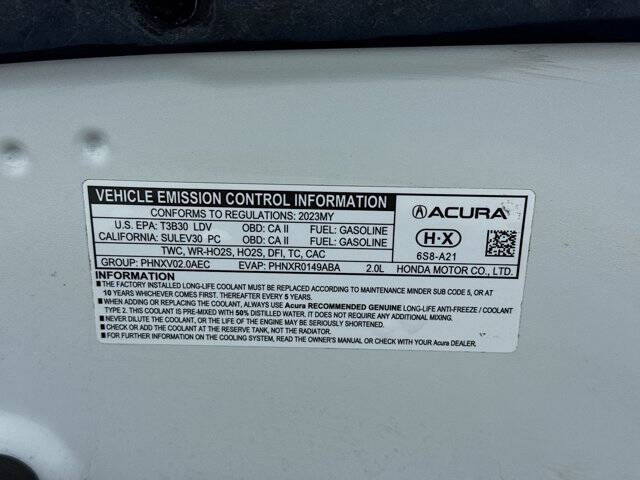 VEHICLE EMISSION CONTROL INFORMATION
CONFORMS TO REGULATIONS: 2023MY
U.S. EPA: T3B30 LDV OBD: CA II FUEL: GASOLINE
CALIFORNIA: SULEV30 PC OBD: CA II FUEL: GASOLINE
TWC, WR-HO2S, HO2S, DFI, TC, CAC
GROUP: PHNXV02.0AEC EVAP: PHNXR0149ABA 2.0L
ACURA
H·X
6S8-A21
HONDA MOTOR CO., LTD.
INFORMATION
■ THE FACTORY INSTALLED LONG-LIFE COOLANT MUST BE REPLACED ACCORDING TO MAINTENANCE MINDER SUB CODE 5, OR AT
10 YEARS WHICHEVER COMES FIRST. THEREAFTER EVERY 5 YEARS.
■ WHEN ADDING OR REPLACING THE COOLANT, ALWAYS USE Acura RECOMMENDED GENUINE LONG-LIFE ANTI-FREEZE / COOLANT
TYPE 2. THIS COOLANT IS PRE-MIXED WITH 50% DISTILLED WATER. IT DOES NOT REQUIRE ANY ADDITIONAL MIXING.
■ NEVER DILUTE THE COOLANT, OR THE ENGINE LIFE MAY BE SERIOUSLY SHORTENED.
■ CHECK OR ADD COOLANT AT THE RESERVE TANK, NOT THE RADIATOR.
■ FOR FURTHER INFORMATION ON THE COOLING SYSTEM, READ THE OWNER'S MANUAL OR CHECK WITH YOUR Acura DEALER.